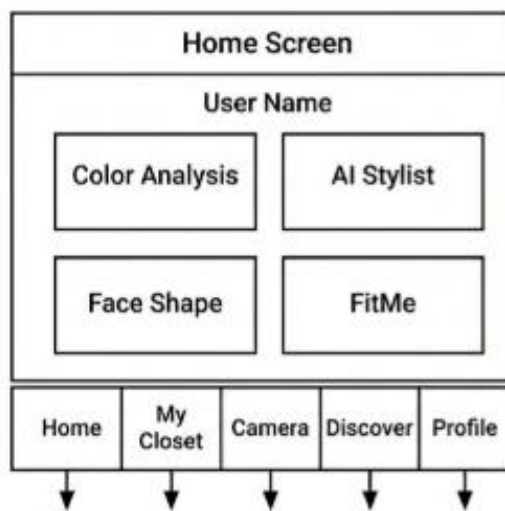 Home Screen
User Name
Color Analysis
AI Stylist
Face Shape
FitMe
Home
My
Closet
Camera
Discover
Profile